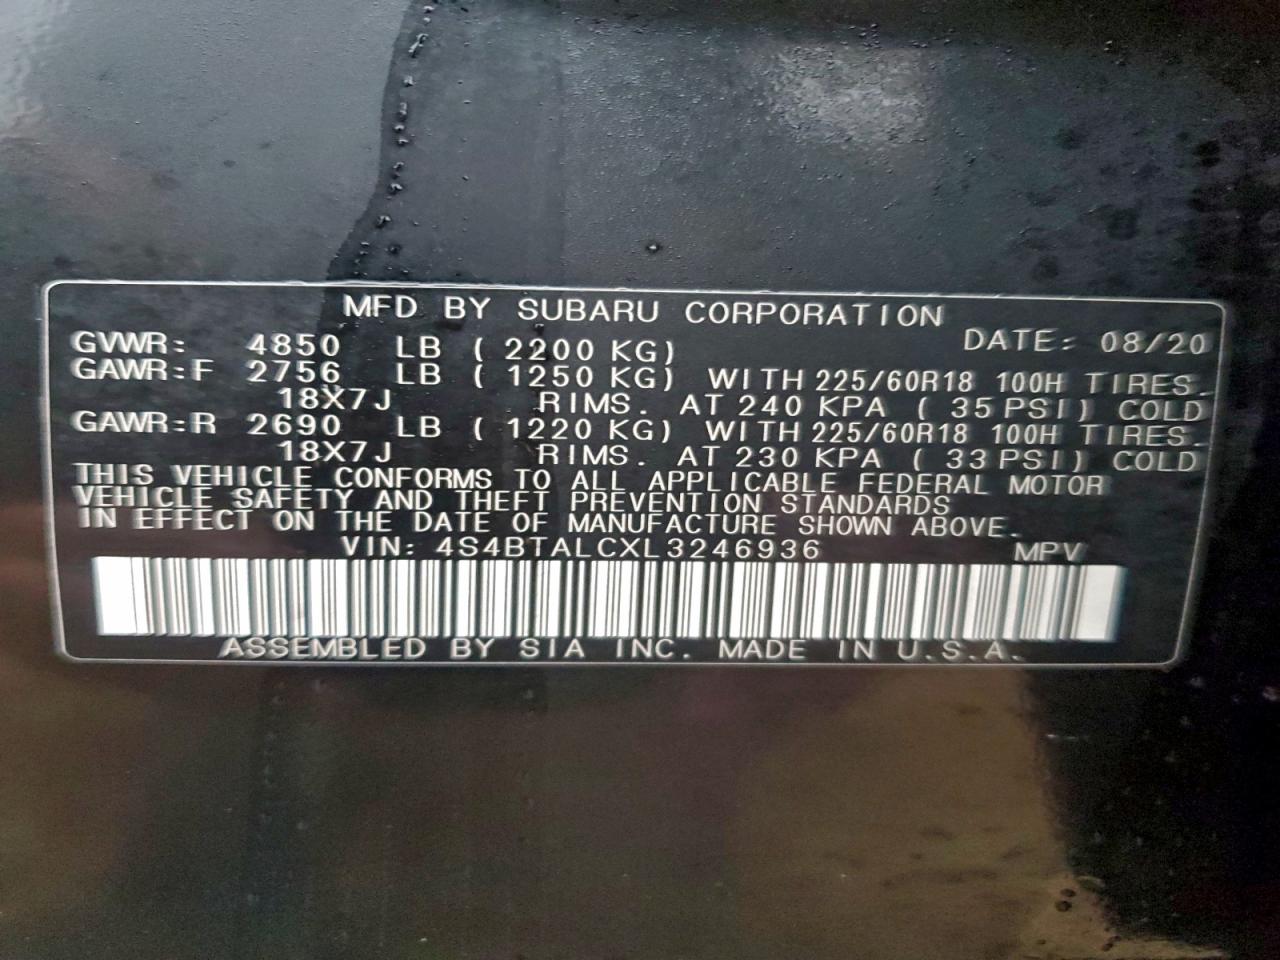 MFD BY SUBARU CORPORATION
GVWR: 4850 LB ( 2200 KG) DATE: 08/20
GAWR:F 2756 LB ( 1250 KG) WITH 225/60R18 100H TIRES.
18X7J RIMS. AT 240 KPA ( 35 PSI) COLD
GAWR:R 2690 LB ( 1220 KG) WITH 225/60R18 100H TIRES.
18X7J RIMS. AT 230 KPA ( 33 PSI) COLD
THIS VEHICLE CONFORMS TO ALL APPLICABLE FEDERAL MOTOR
VEHICLE SAFETY AND THEFT PREVENTION STANDARDS
IN EFFECT ON THE DATE OF MANUFACTURE SHOWN ABOVE.
VIN: 4S4BTALCXL3246936 MPV
ASSEMBLED BY SIA INC. MADE IN U.S.A.